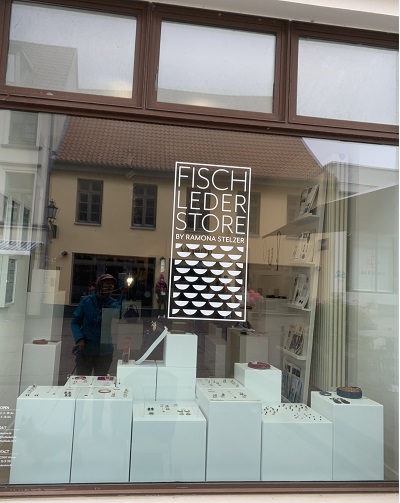 FISCH
LEDER
STORE
BY RAMONA STELZER